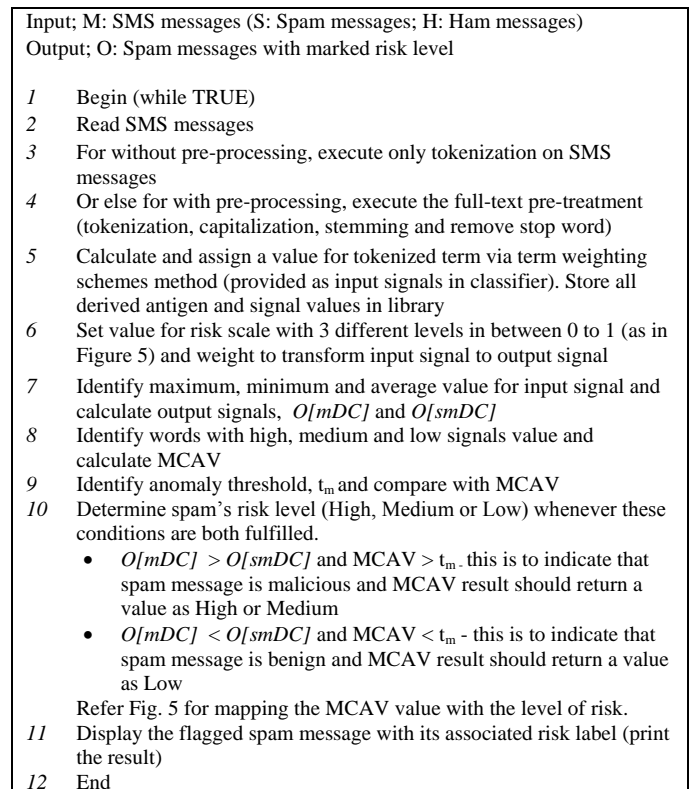 Input; M: SMS messages (S: Spam messages; H: Ham messages)
Output; O: Spam messages with marked risk level
1 Begin (while TRUE)
2 Read SMS messages
3 For without pre-processing, execute only tokenization on SMS
messages
4 Or else for with pre-processing, execute the full-text pre-treatment
(tokenization, capitalization, stemming and remove stop word)
5 Calculate and assign a value for tokenized term via term weighting
schemes method (provided as input signals in classifier). Store all
derived antigen and signal values in library
6 Set value for risk scale with 3 different levels in between 0 to 1 (as in
Figure 5) and weight to transform input signal to output signal
7 Identify maximum, minimum and average value for input signal and
calculate output signals, O[mDC] and O[smDC]
8 Identify words with high, medium and low signals value and
calculate MCAV
9 Identify anomaly threshold, tm and compare with MCAV
10 Determine spam's risk level (High, Medium or Low) whenever these
conditions are both fulfilled.
• O[mDC] > O[smDC] and MCAV > tm - this is to indicate that
spam message is malicious and MCAV result should return a
value as High or Medium
• O[mDC] < O[smDC] and MCAV < tm - this is to indicate that
spam message is benign and MCAV result should return a value
as Low
Refer Fig. 5 for mapping the MCAV value with the level of risk.
11 Display the flagged spam message with its associated risk label (print
the result)
12 End